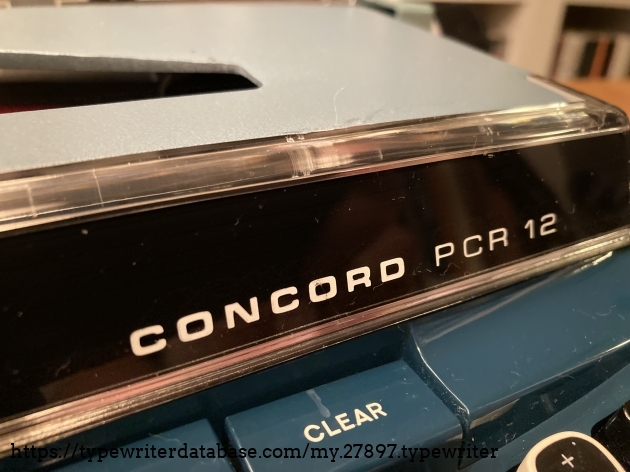 CONCORD PCR 12
CLEAR
+
https://typewriterdatabase.com/my.27897.typewriter